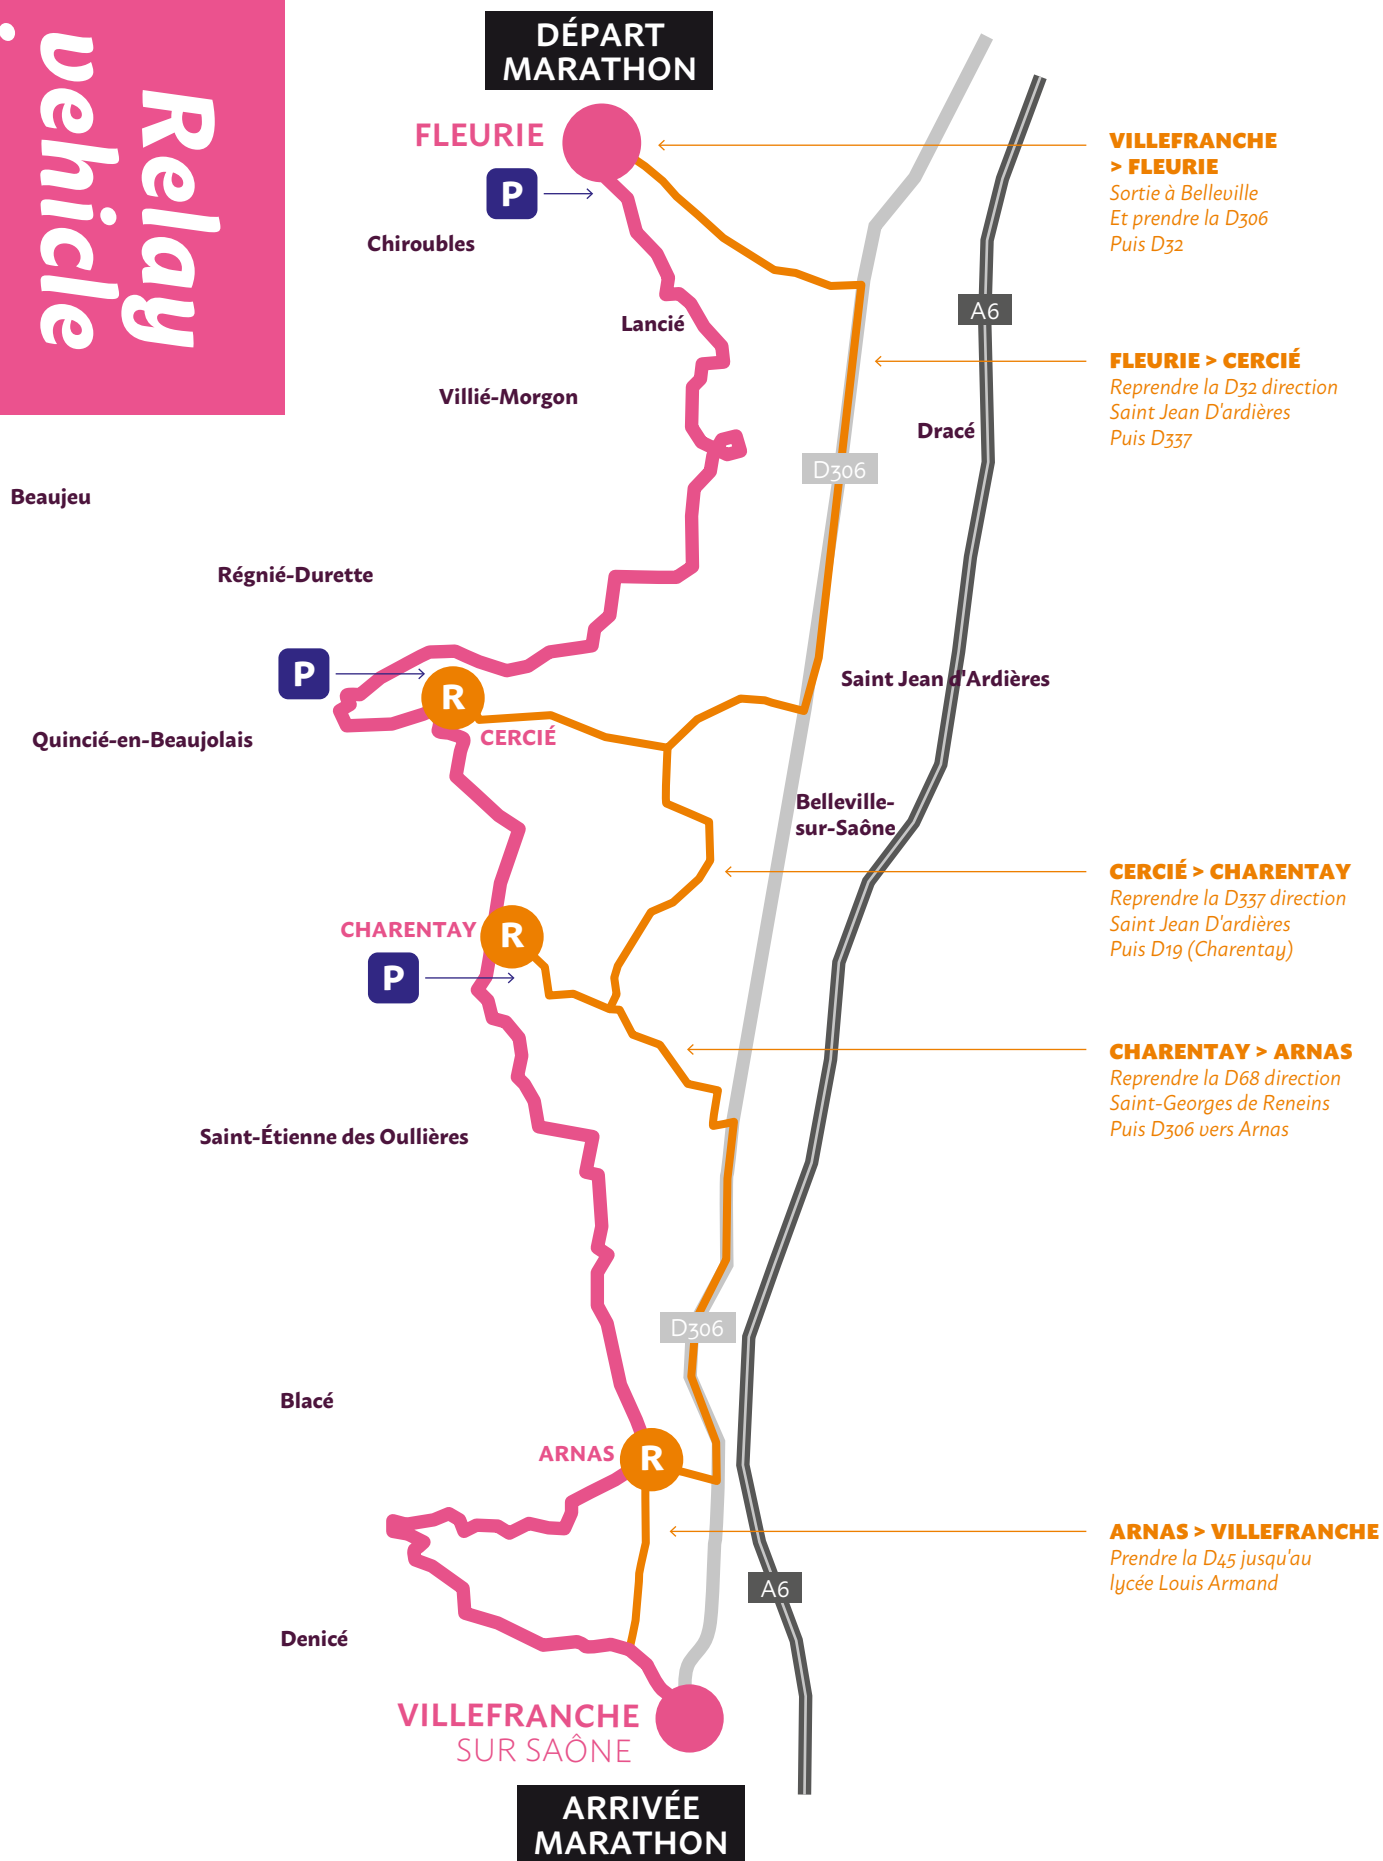 Relay
vehicle
DÉPART
MARATHON
FLEURIE
P
Chiroubles
Lancié
Villié-Morgon
Beaujeu
Régnié-Durette
P
R
CERCIÉ
Quincié-en-Beaujolais
CHARENTAY
R
P
Saint-Étienne des Oullières
Blacé
ARNAS
R
Denicé
VILLEFRANCHE
SUR SAÔNE
ARRIVÉE
MARATHON
A6
D306
Dracé
Saint Jean d'Ardières
Belleville-
sur-Saône
D306
A6
VILLEFRANCHE
> FLEURIE
Sortie à Belleville
Et prendre la D306
Puis D32
FLEURIE > CERCIÉ
Reprendre la D32 direction
Saint Jean D'ardières
Puis D337
CERCIÉ > CHARENTAY
Reprendre la D337 direction
Saint Jean D'ardières
Puis D19 (Charentay)
CHARENTAY > ARNAS
Reprendre la D68 direction
Saint-Georges de Reneins
Puis D306 vers Arnas
ARNAS > VILLEFRANCHE
Prendre la D45 jusqu'au
lycée Louis Armand